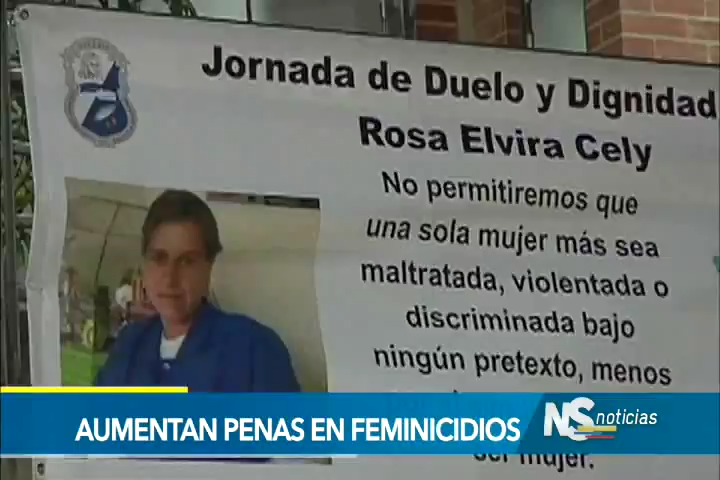 Jornada de Duelo y Dignidad
Rosa Elvira Cely
No permitiremos que
una sola mujer más sea
maltratada, violentada o
discriminada bajo
ningún pretexto, menos
ser mujer.
AUMENTAN PENAS EN FEMINICIDIOS
NS noticias